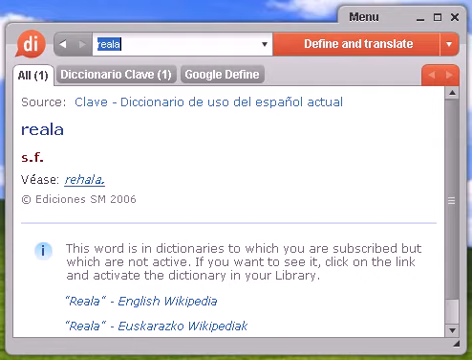 Menu
di
reala
Define and translate
All (1)
Diccionario Clave (1)
Google Define
Source: Clave - Diccionario de uso del español actual
reala
s.f.
Véase: rehala.
© Ediciones SM 2006
i
This word is in dictionaries to which you are subscribed but
which are not active. If you want to see it, click on the link
and activate the dictionary in your Library.
"Reala" - English Wikipedia
"Reala" - Euskarazko Wikipediak